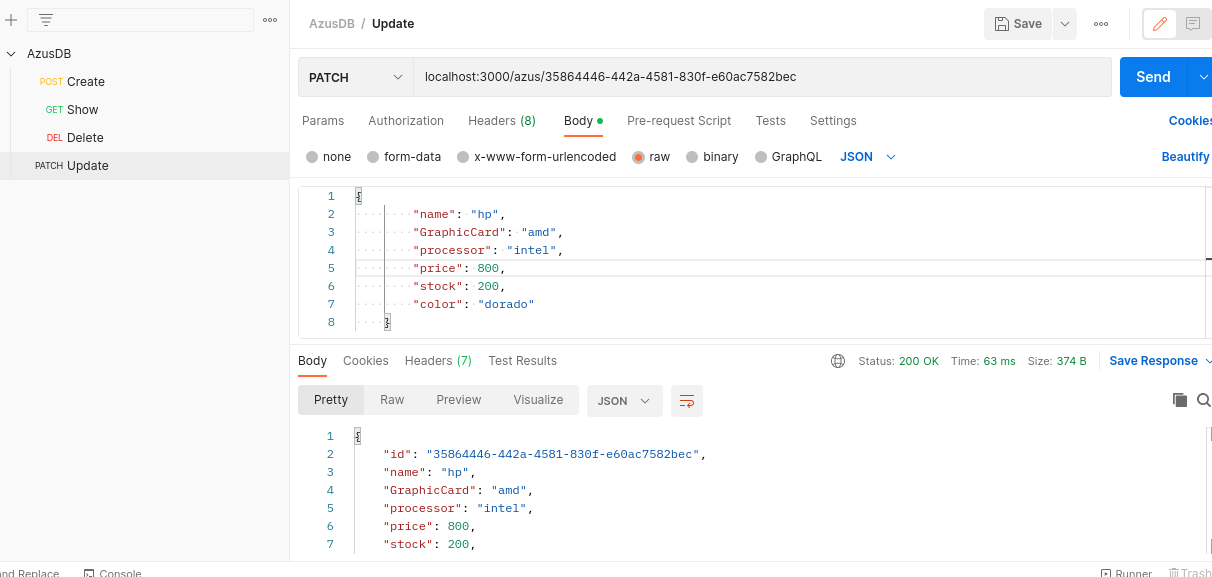 AzusDB / Update
Save
AzusDB
POST Create
GET Show
DEL Delete
PATCH Update
PATCH localhost:3000/azus/35864446-442a-4581-830f-e60ac7582bec Send
Params Authorization Headers (8) Body Pre-request Script Tests Settings Cookies
none form-data x-www-form-urlencoded raw binary GraphQL JSON Beautify
1 {
2 "name": "hp",
3 "GraphicCard": "amd",
4 "processor": "intel",
5 "price": 800,
6 "stock": 200,
7 "color": "dorado"
8 }
Body Cookies Headers (7) Test Results Status: 200 OK Time: 63 ms Size: 374 B Save Response
Pretty Raw Preview Visualize JSON
1 {
2 "id": "35864446-442a-4581-830f-e60ac7582bec",
3 "name": "hp",
4 "GraphicCard": "amd",
5 "processor": "intel",
6 "price": 800,
7 "stock": 200,
and Replace Console Runner Trash